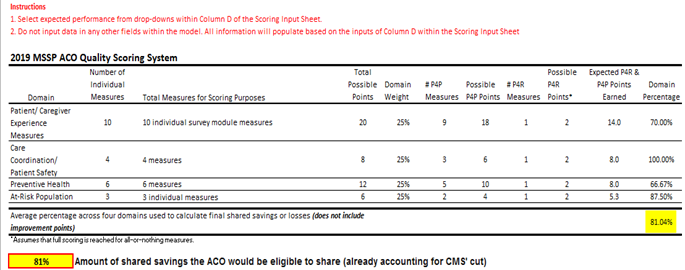 Instructions
1. Select expected performance from drop-downs within Column D of the Scoring Input Sheet.
2. Do not input data in any other fields within the model. All information will populate based on the inputs of Column D within the Scoring Input Sheet
2019 MSSP ACO Quality Scoring System
Domain Number of Individual Measures Total Measures for Scoring Purposes Total Possible Points Domain Weight # P4P Measures Possible P4P Points # P4R Measures Possible P4R Points* Expected P4R & P4P Points Earned Domain Percentage
Patient/ Caregiver Experience Measures 10 10 individual survey module measures 20 25% 9 18 1 2 14.0 70.00%
Care Coordination/ Patient Safety 4 4 measures 8 25% 3 6 1 2 8.0 100.00%
Preventive Health 6 6 measures 12 25% 5 10 1 2 8.0 66.67%
At-Risk Population 3 3 individual measures 6 25% 2 4 1 2 5.3 87.50%
Average percentage across four domains used to calculate final shared savings or losses (does not include improvement points) 81.04%
*Assumes that full scoring is reached for all-or-nothing measures.
81% Amount of shared savings the ACO would be eligible to share (already accounting for CMS' cut)